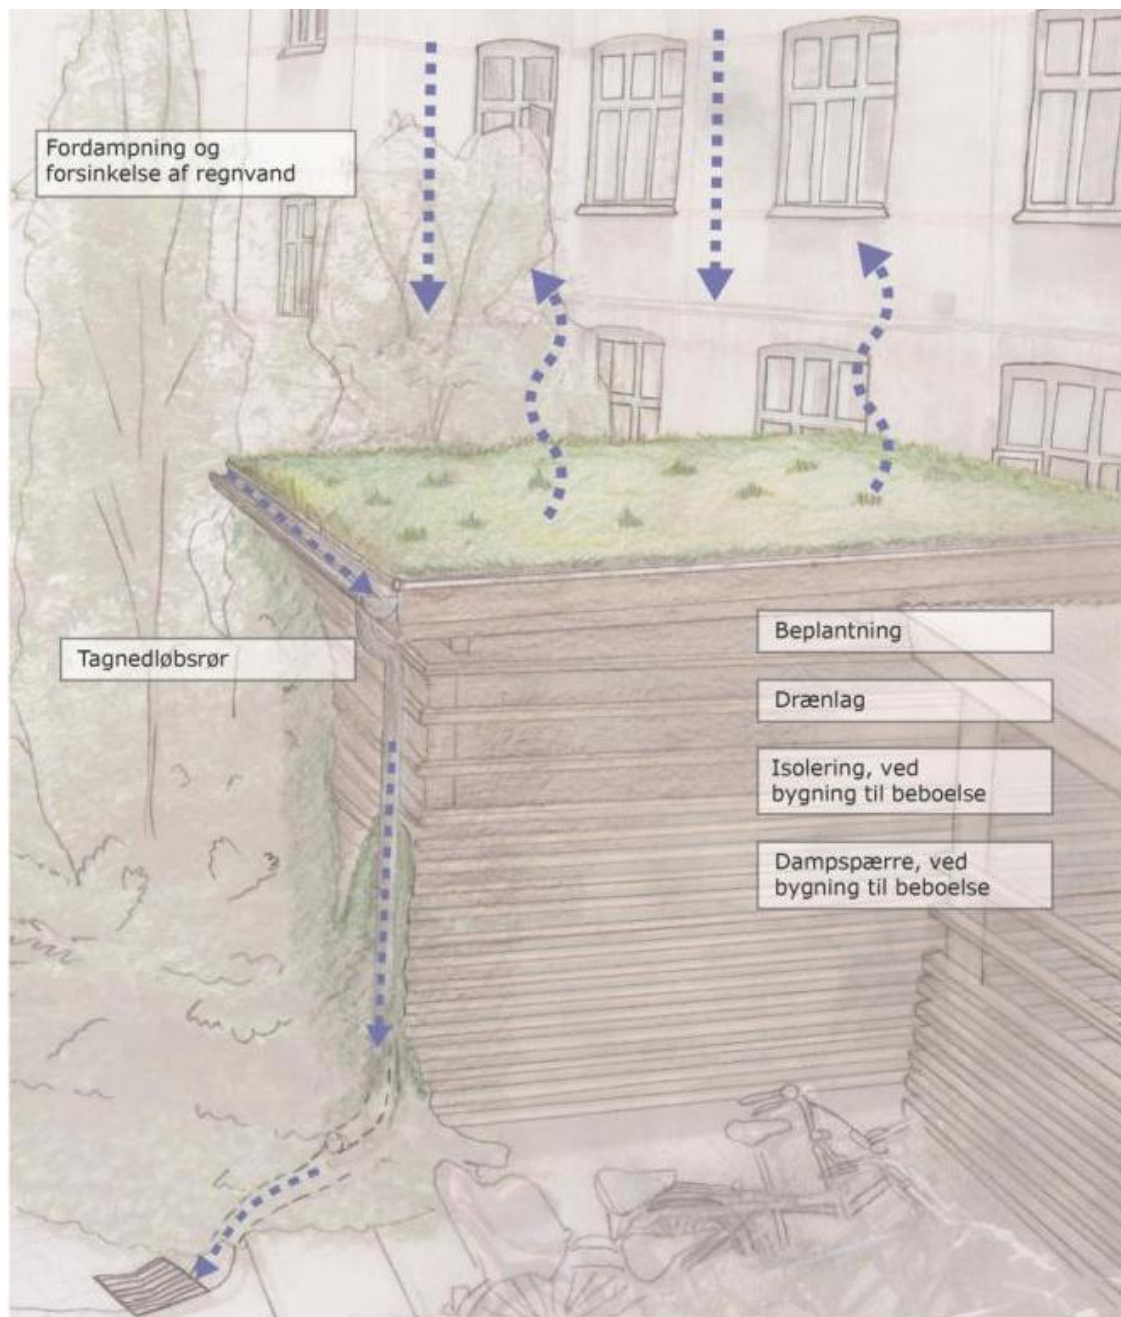 Fordampning og
forsinkelse af regnvand
Tagnedløbsrør
Beplantning
Drænlag
Isolering, ved
bygning til beboelse
Dampspærre, ved
bygning til beboelse